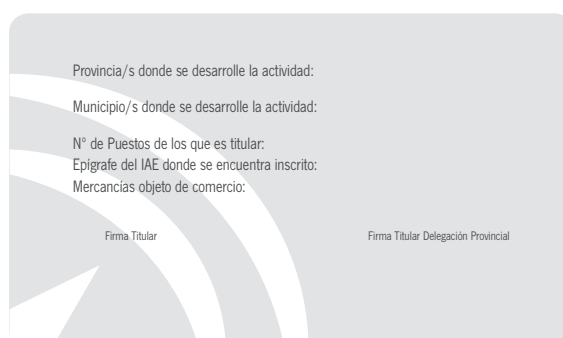 Provincia/s donde se desarrolle la actividad:
Municipio/s donde se desarrolle la actividad:
N° de Puestos de los que es titular:
Epígrafe del IAE donde se encuentra inscrito:
Mercancías objeto de comercio:
Firma Titular
Firma Titular Delegación Provincial